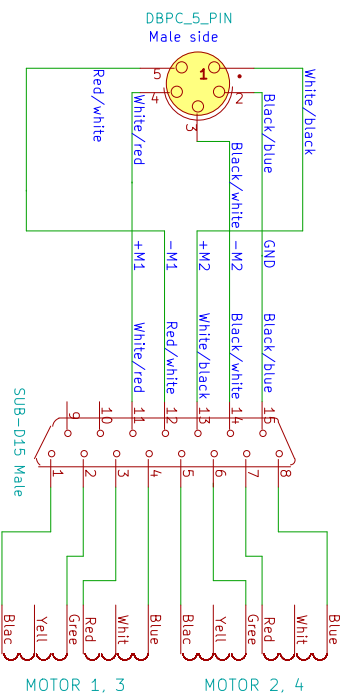 DBPC_5_PIN
Male side
5
1
4
2
3
Red/white
White/red
Black/white
Black/blue
White/black
+M1
-M1
+M2
-M2
GND
White/red
Red/white
White/black
Black/white
Black/blue
SUB-D15 Male
9
10
11
12
13
14
15
1
2
3
4
5
6
7
8
Blac
Yell
Gree
Red
Whit
Blue
Blac
Yell
Gree
Red
Whit
Blue
MOTOR 1, 3
MOTOR 2, 4